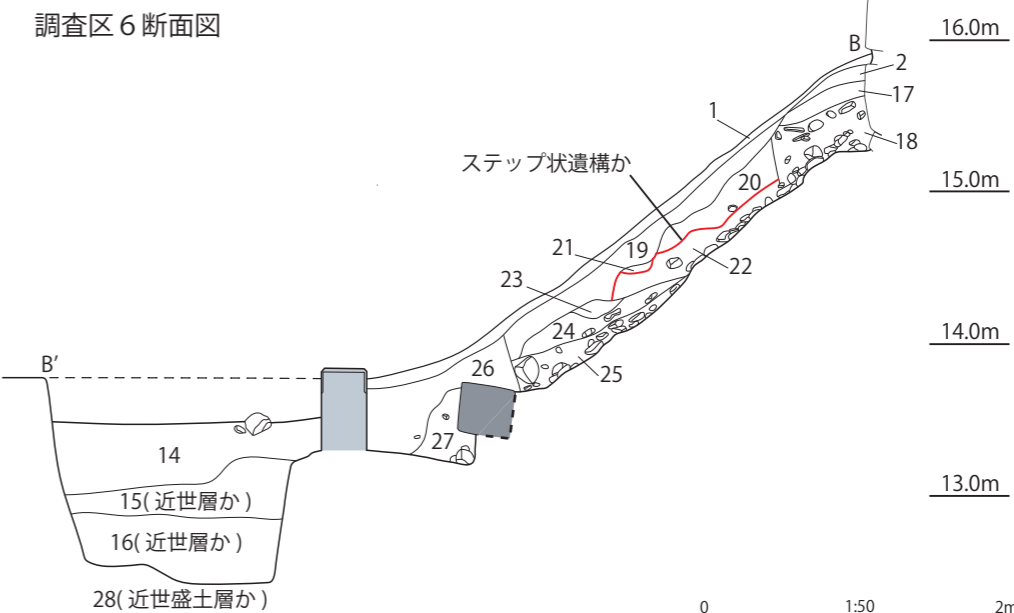 調査区６断面図
16.0m
B
2
17
1
18
ステップ状遺構か
20
15.0m
21
19
22
23
24
14.0m
B’
26
25
27
14
13.0m
15( 近世層か )
16( 近世層か )
28( 近世盛土層か )
0
1:50
2m